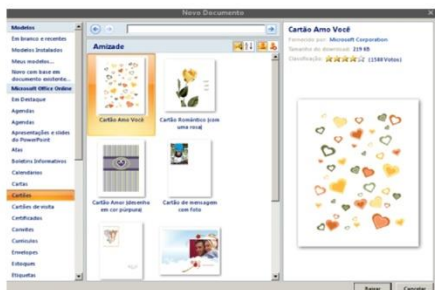 Novo Documento
Modelos
Em branco e recentes
Modelos Instalados
Meus modelos...
Novo com base em
documento existente...
Microsoft Office Online
Em Destaque
Agendas
Agendas
Apresentações e slides
do PowerPoint
Atas
Boletins Informativos
Calendários
Cartas
Cartões
Cartões de visita
Certificados
Convites
Currículos
Envelopes
Estoques
Etiquetas
Amizade
Cartão Amo Você
Cartão Romântico (com
uma rosa)
Cartão Amor (desenho
em cor púrpura)
Cartão de mensagem
com foto
Cartão Amo Você
Fornecido por: Microsoft Corporation
Tamanho do download: 219 KB
Classificação: (1588 Votos)
Baixar
Cancelar